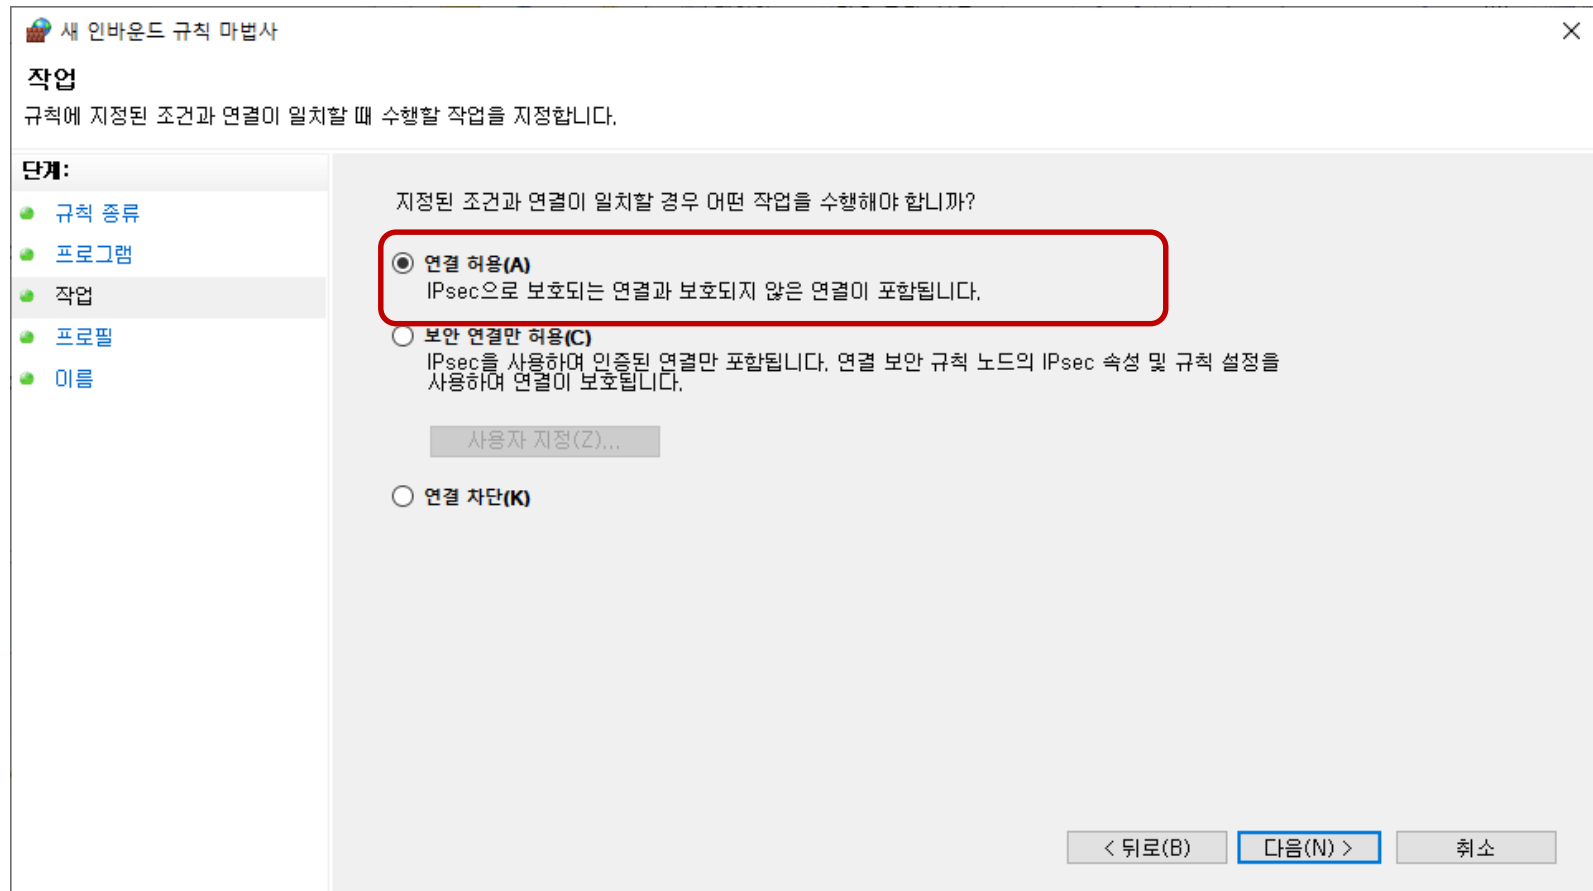 새 인바운드 규칙 마법사
작업
규칙에 지정된 조건과 연결이 일치할 때 수행할 작업을 지정합니다.
단계:
규칙 종류
프로그램
작업
프로필
이름
지정된 조건과 연결이 일치할 경우 어떤 작업을 수행해야 합니까?
연결 허용(A)
IPsec으로 보호되는 연결과 보호되지 않은 연결이 포함됩니다.
보안 연결만 허용(C)
IPsec을 사용하여 인증된 연결만 포함됩니다. 연결 보안 규칙 노드의 IPsec 속성 및 규칙 설정을
사용하여 연결이 보호됩니다.
사용자 지정(Z)...
연결 차단(K)
< 뒤로(B)
다음(N) >
취소